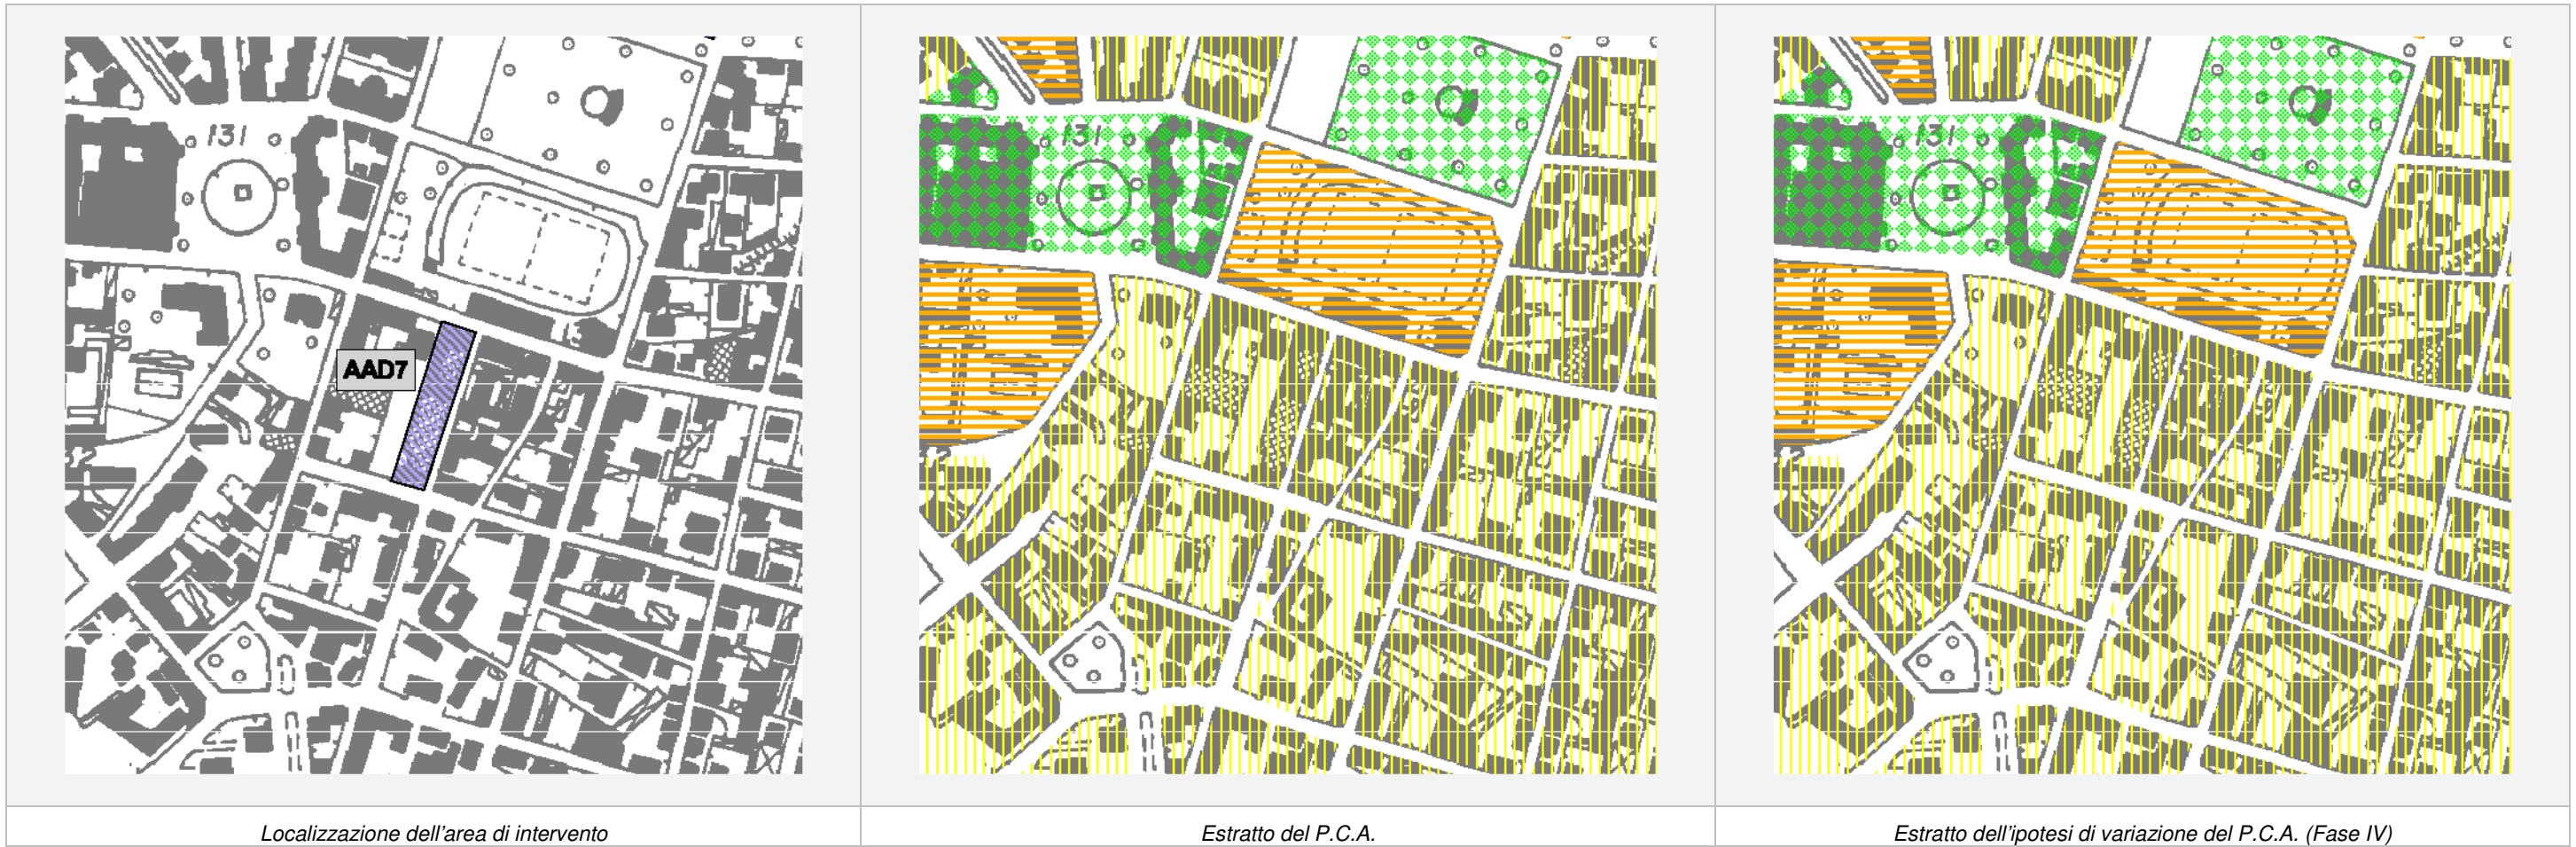 131
AAD7
131
131
Localizzazione dell'area di intervento
Estratto del P.C.A.
Estratto dell'ipotesi di variazione del P.C.A. (Fase IV)